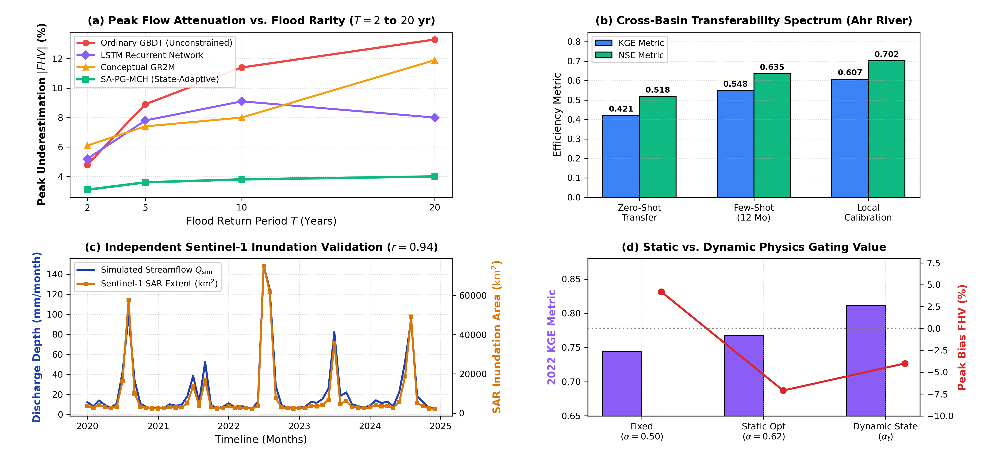 (a) Peak Flow Attenuation vs. Flood Rarity (T = 2 to 20 yr)
Peak Underestimation |FHV| (%)
12
10
8
6
4
Ordinary GBDT (Unconstrained)
LSTM Recurrent Network
Conceptual GR2M
SA-PG-MCH (State-Adaptive)
2 5 10 20
Flood Return Period T (Years)
(b) Cross-Basin Transferability Spectrum (Ahr River)
Efficiency Metric
0.8
0.7
0.6
0.5
0.4
0.3
0.2
0.1
0.0
KGE Metric
NSE Metric
0.421
0.518
0.548
0.635
0.607
0.702
Zero-Shot
Transfer
Few-Shot
(12 Mo)
Local
Calibration
(c) Independent Sentinel-1 Inundation Validation (r = 0.94)
Discharge Depth (mm/month)
140
120
100
80
60
40
20
0
Simulated Streamflow Qsim
Sentinel-1 SAR Extent (km²)
60000
40000
20000
0
SAR Inundation Area (km²)
2020 2021 2022 2023 2024 2025
Timeline (Months)
(d) Static vs. Dynamic Physics Gating Value
2022 KGE Metric
0.85
0.80
0.75
0.70
0.65
7.5
5.0
2.5
0.0
−2.5
−5.0
−7.5
−10.0
Peak Bias FHV (%)
Fixed
(α = 0.50)
Static Opt
(α = 0.62)
Dynamic State
(αt)